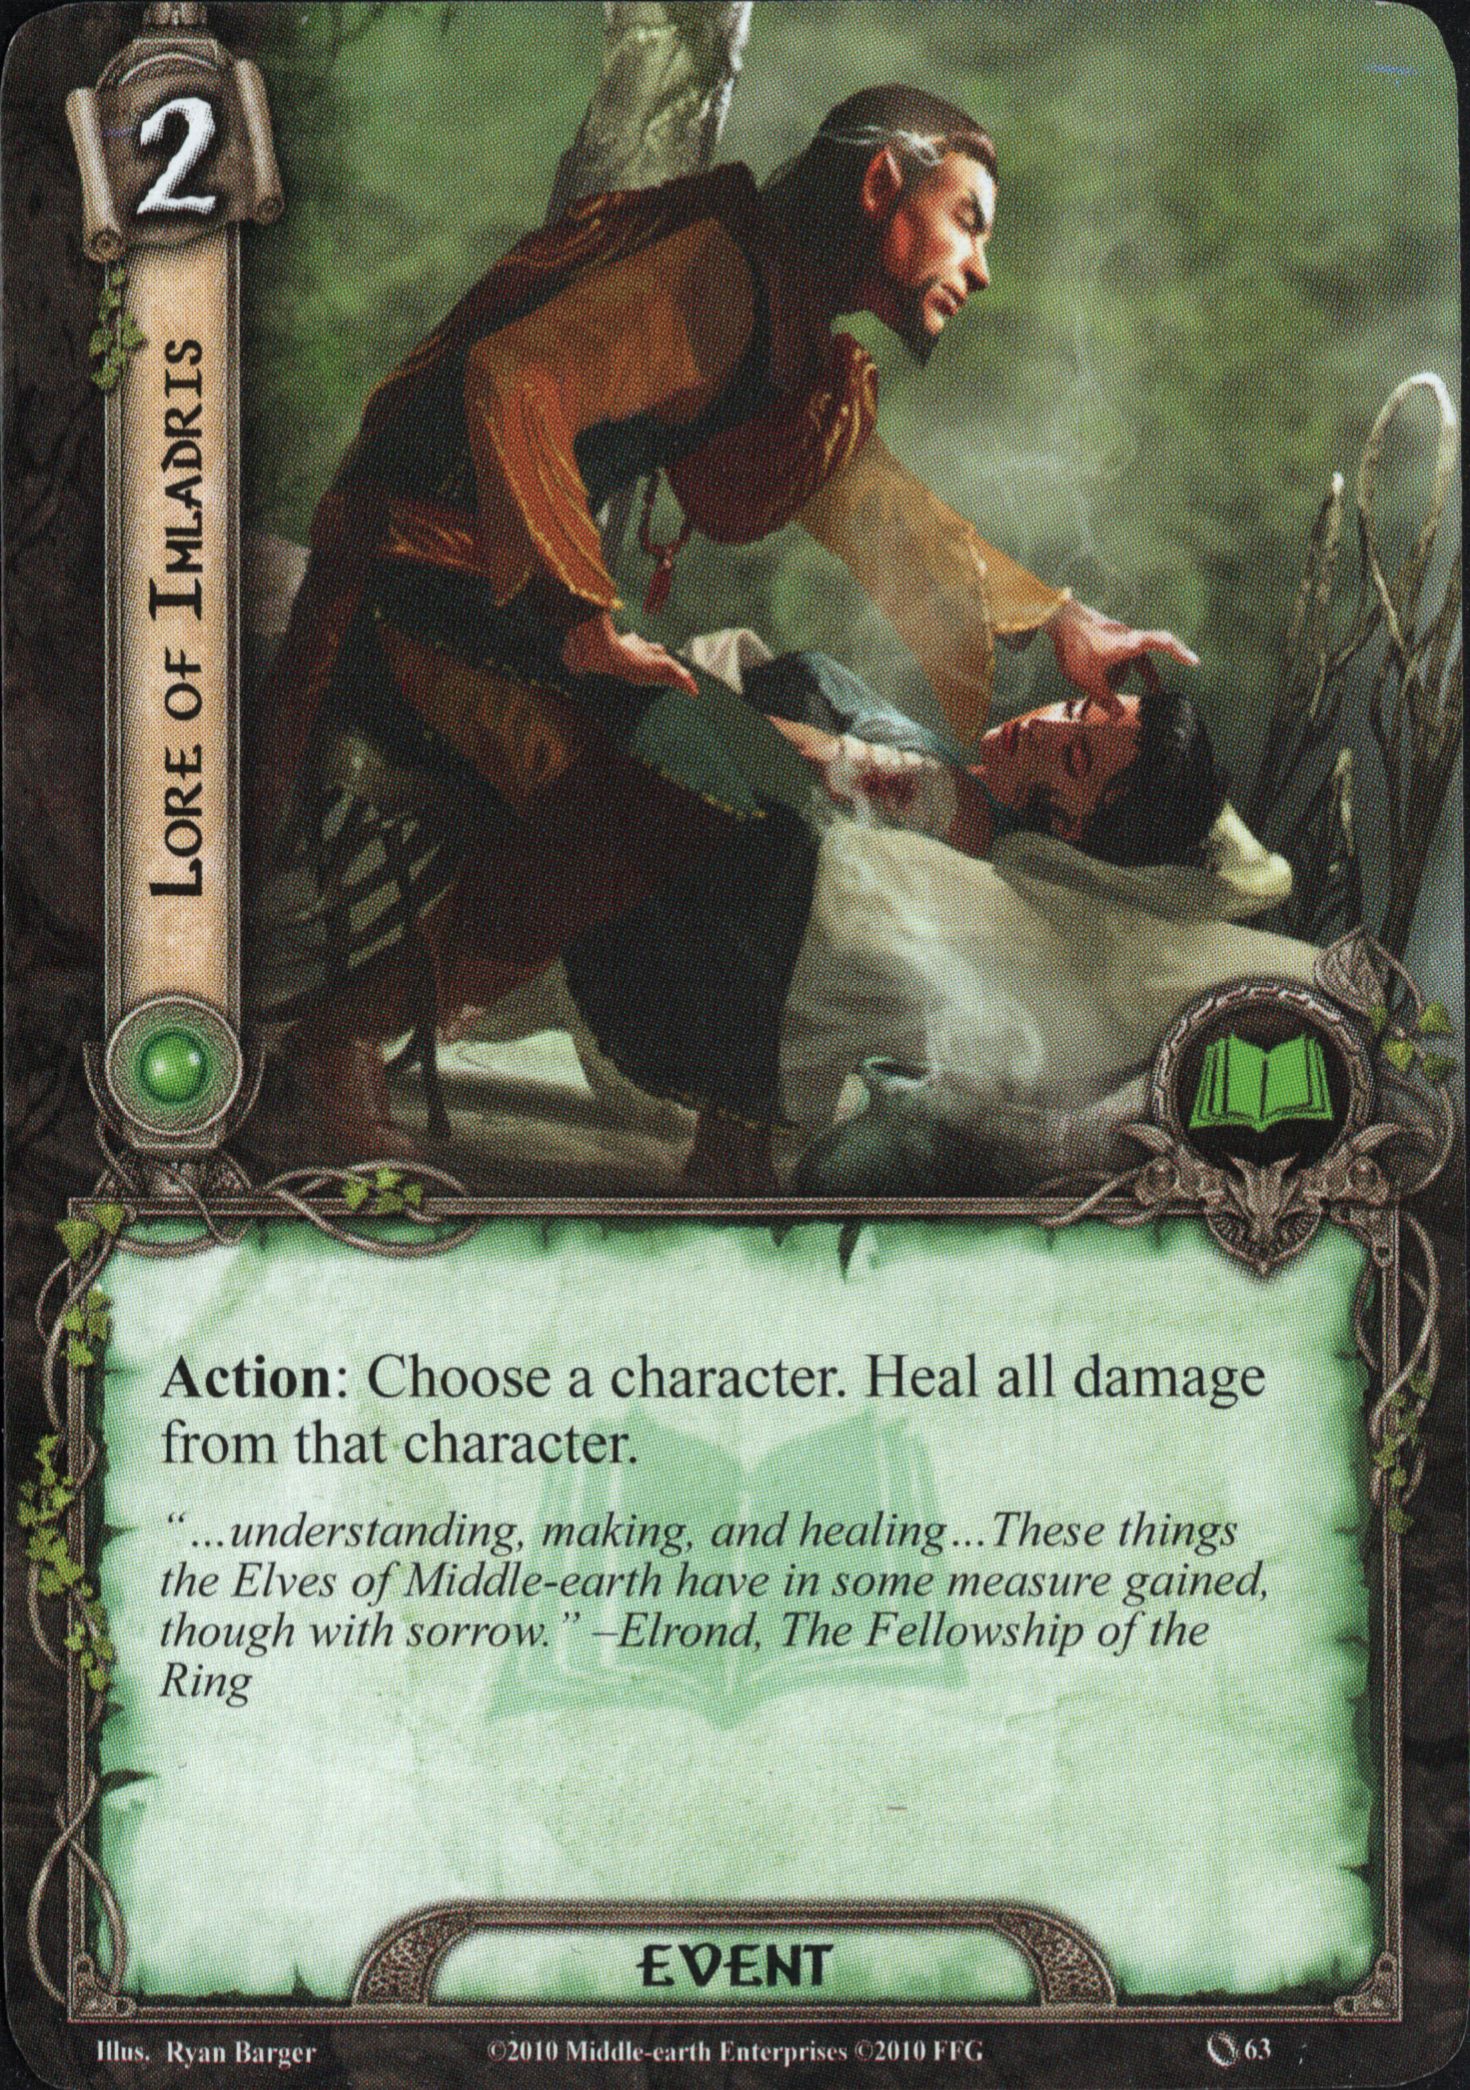 2
LORE OF IMLADRIS
Action: Choose a character. Heal all damage
from that character.
“...understanding, making, and healing...These things
the Elves of Middle-earth have in some measure gained,
though with sorrow.” –Elrond, The Fellowship of the
Ring
EVENT
Illus. Ryan Barger
©2010 Middle-earth Enterprises ©2010 FFG
63